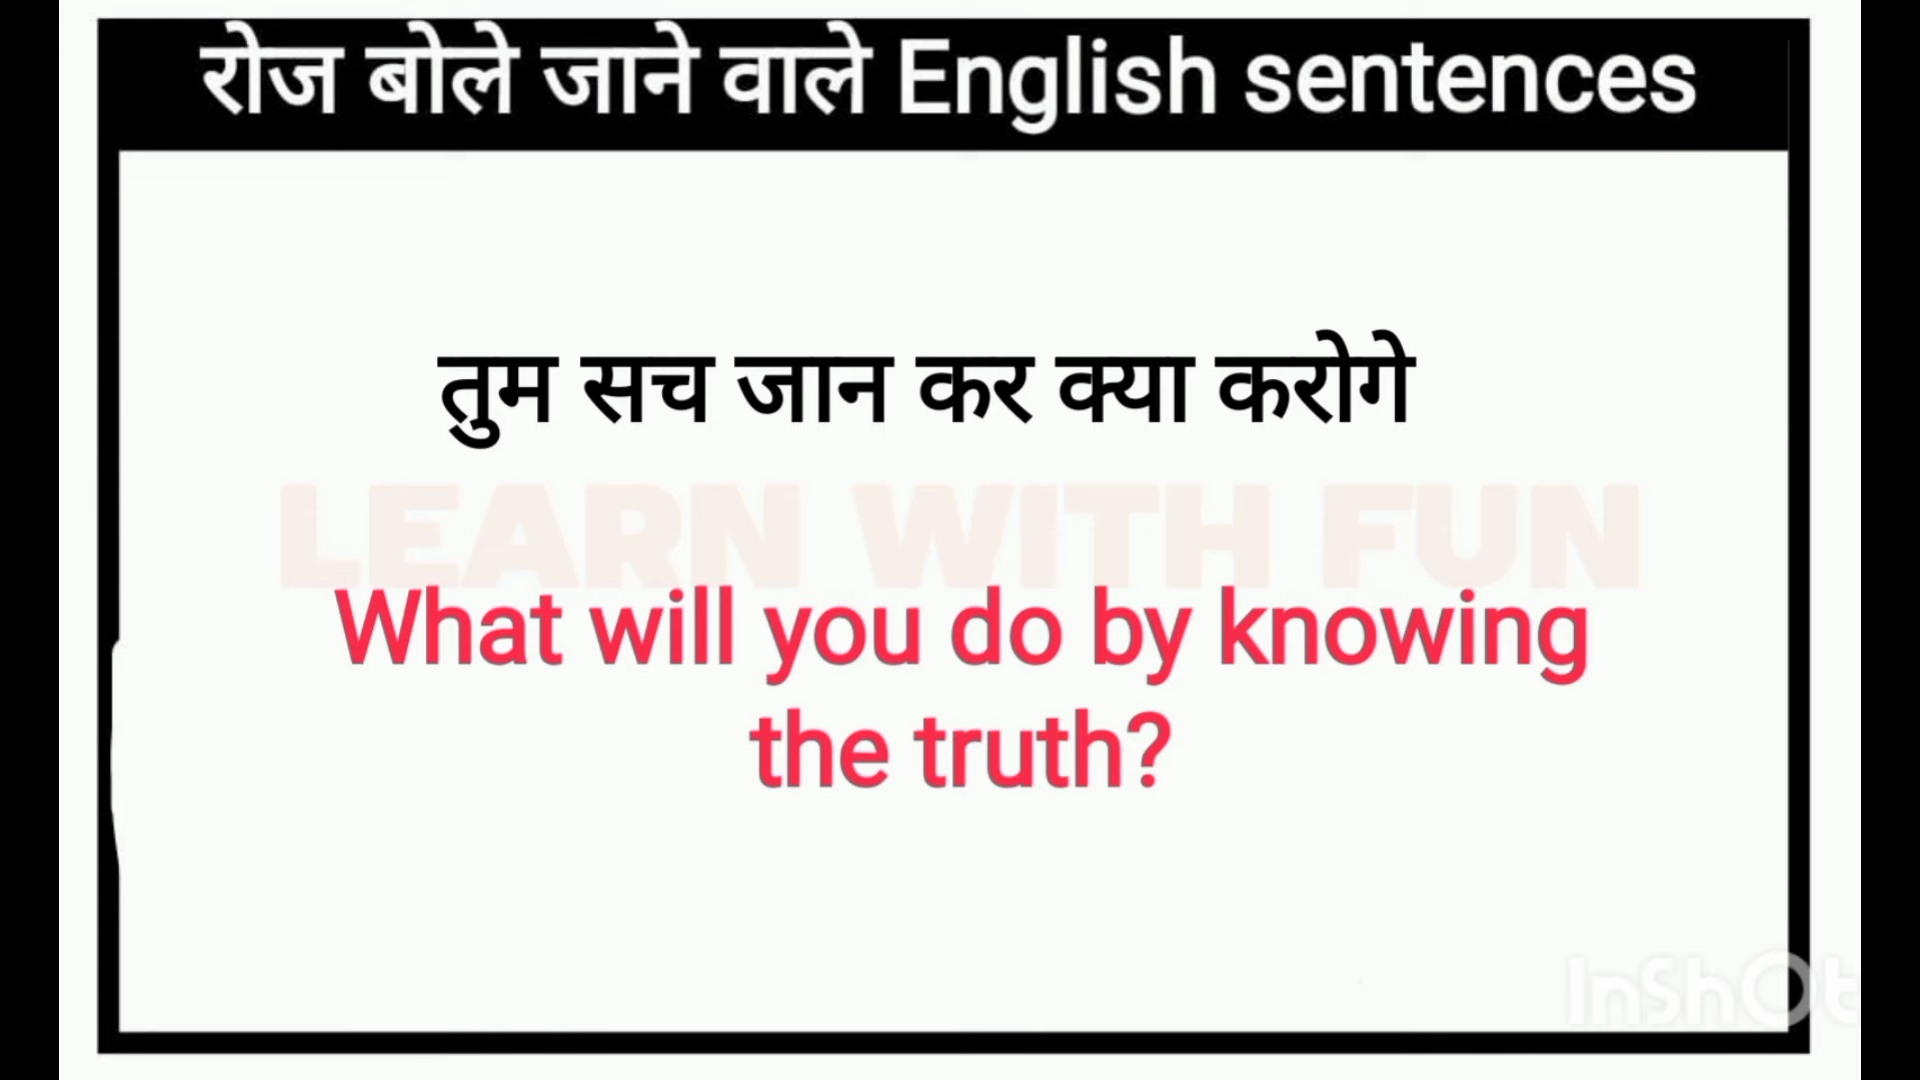 रोज बोले जाने वाले English sentences
तुम सच जान कर क्या करोगे
LEARN WITH FUN
What will you do by knowing
the truth?
InShOt